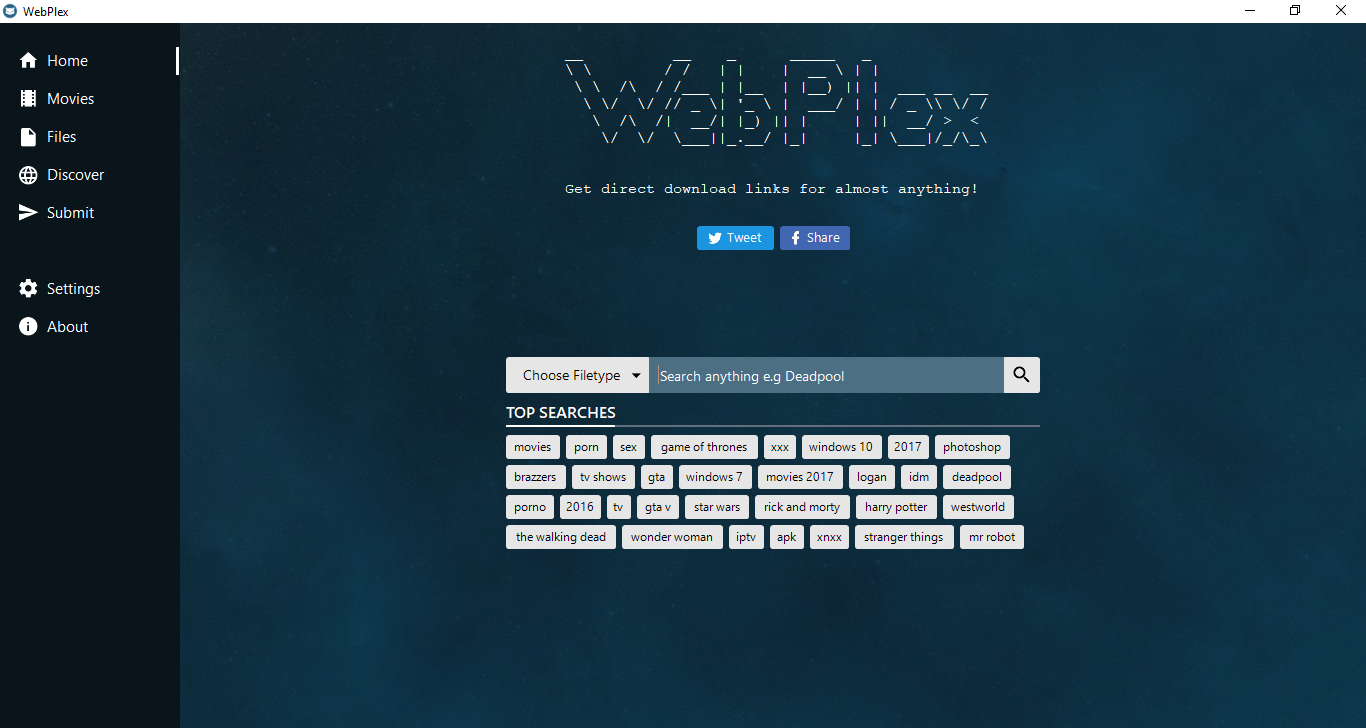 WebPlex
Home
Movies
Files
Discover
Submit
Settings
About
WebPlex
Get direct download links for almost anything!
Tweet Share
Choose Filetype Search anything e.g Deadpool
TOP SEARCHES
movies porn sex game of thrones xxx windows 10 2017 photoshop
brazzers tv shows gta windows 7 movies 2017 logan idm deadpool
porno 2016 tv gta v star wars rick and morty harry potter westworld
the walking dead wonder woman iptv apk xnxx stranger things mr robot